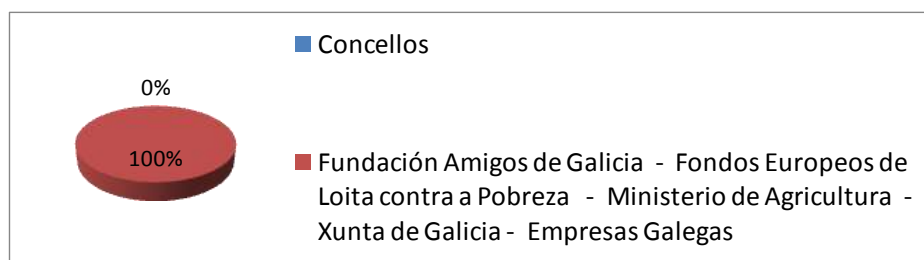 Concellos
0%
100%
Fundación Amigos de Galicia - Fondos Europeos de
Loita contra a Pobreza - Ministerio de Agricultura -
Xunta de Galicia - Empresas Galegas